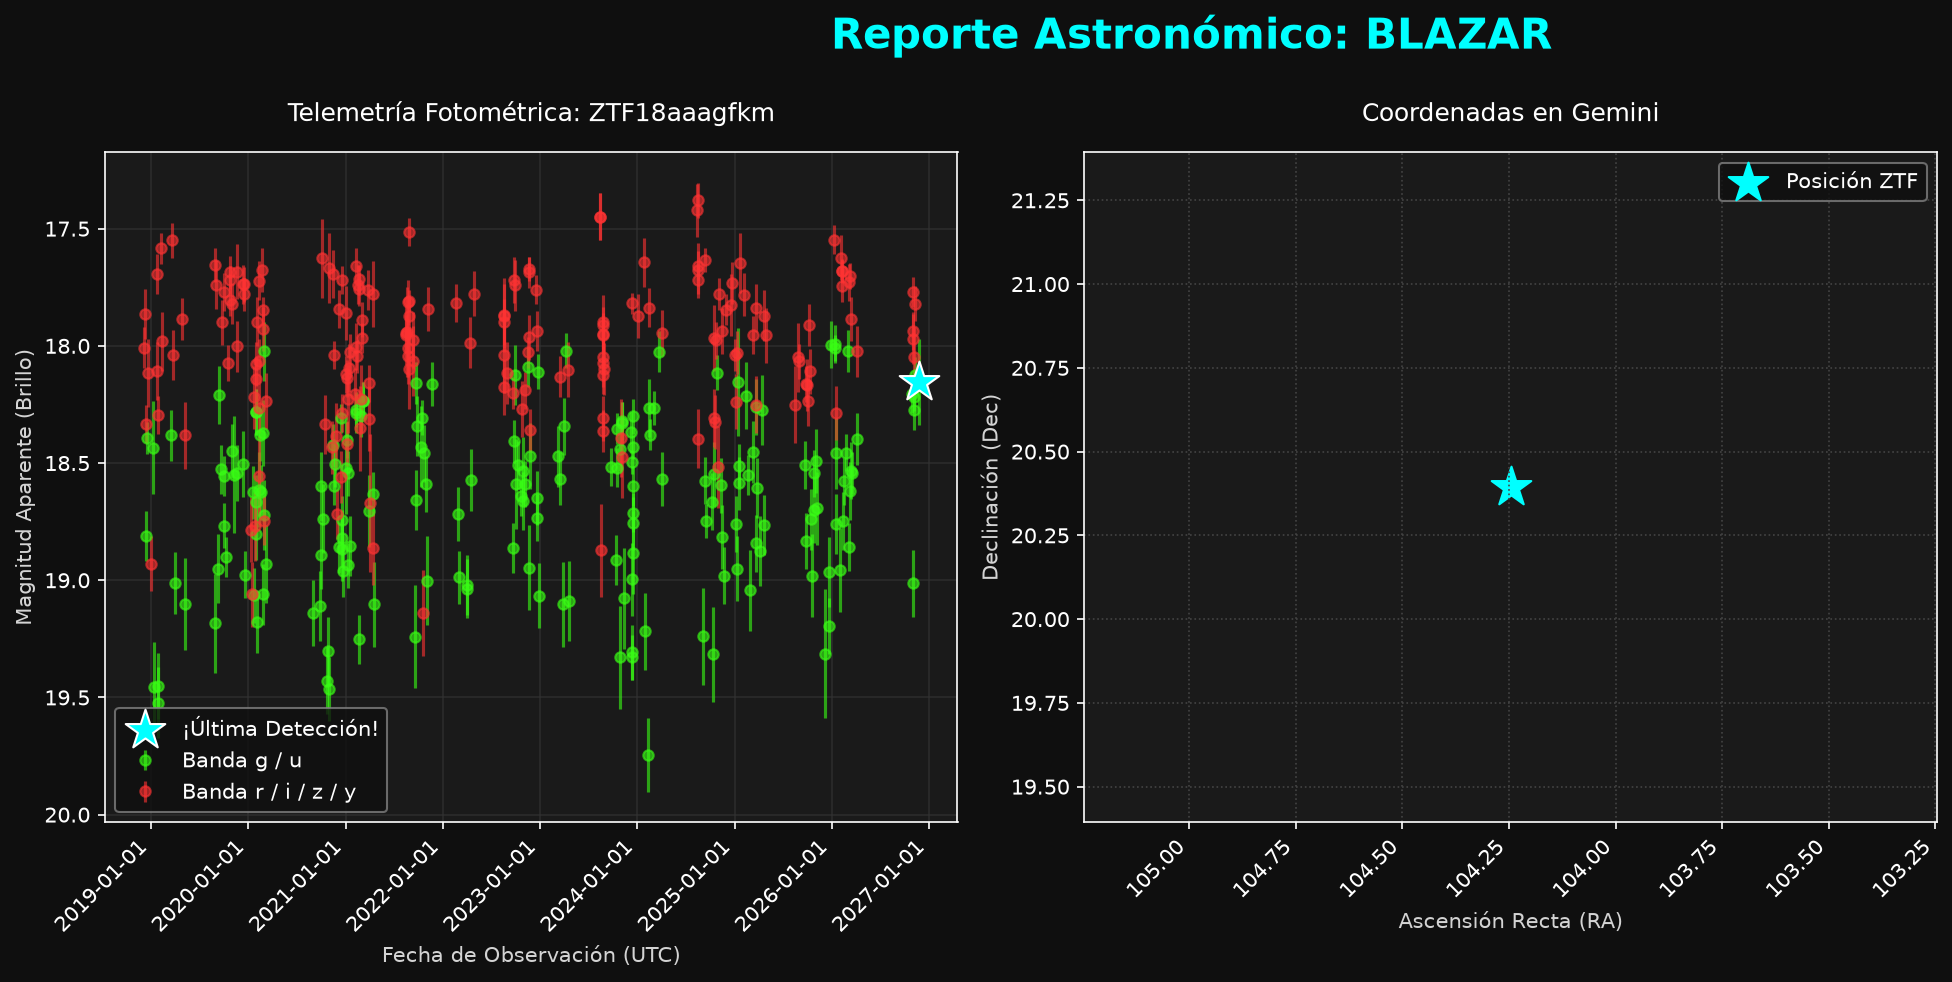 Reporte Astronómico: BLAZAR
Telemetría Fotométrica: ZTF18aaagfkm
Magnitud Aparente (Brillo)
17.5
18.0
18.5
19.0
19.5
20.0
¡Última Detección!
Banda g / u
Banda r / i / z / y
2019-01-01
2020-01-01
2021-01-01
2022-01-01
2023-01-01
2024-01-01
2025-01-01
2026-01-01
2027-01-01
Fecha de Observación (UTC)
Coordenadas en Gemini
Posición ZTF
Declinación (Dec)
21.25
21.00
20.75
20.50
20.25
20.00
19.75
19.50
105.00
104.75
104.50
104.25
104.00
103.75
103.50
103.25
Ascensión Recta (RA)